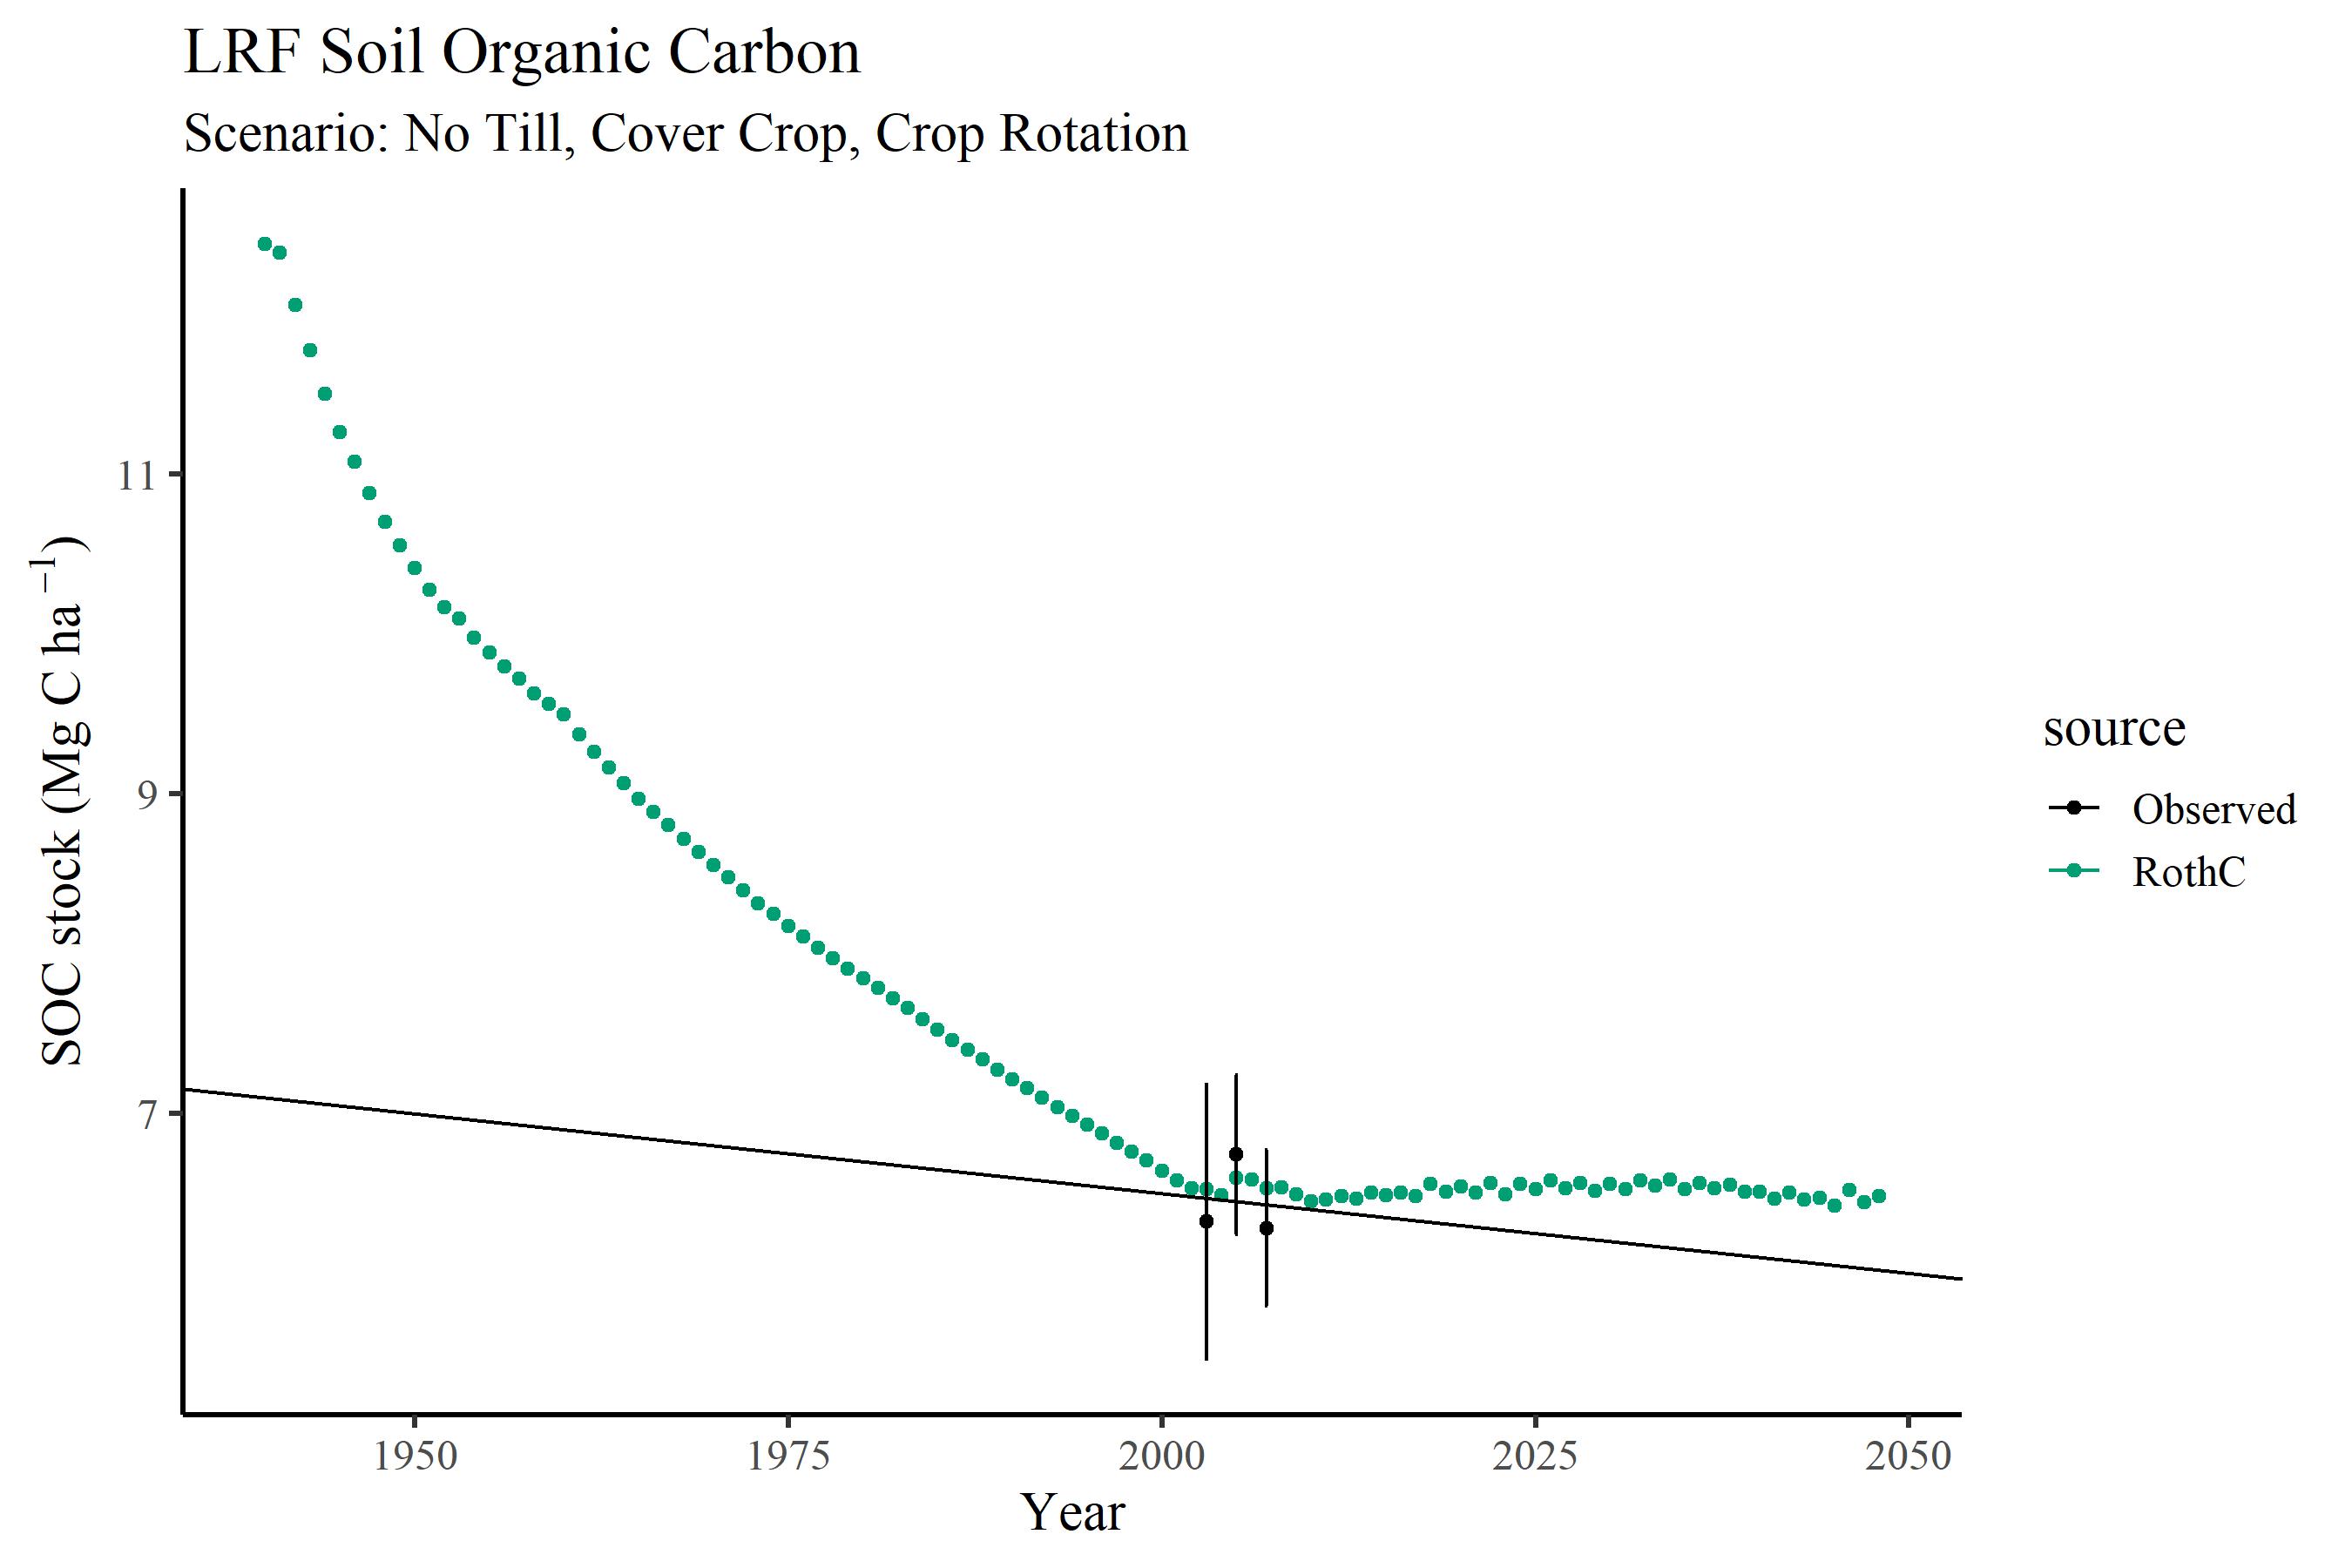 LRF Soil Organic Carbon
Scenario: No Till, Cover Crop, Crop Rotation
SOC stock (Mg C ha ⁻¹)
11
9
7
1950 1975 2000 2025 2050
Year
source
Observed
RothC